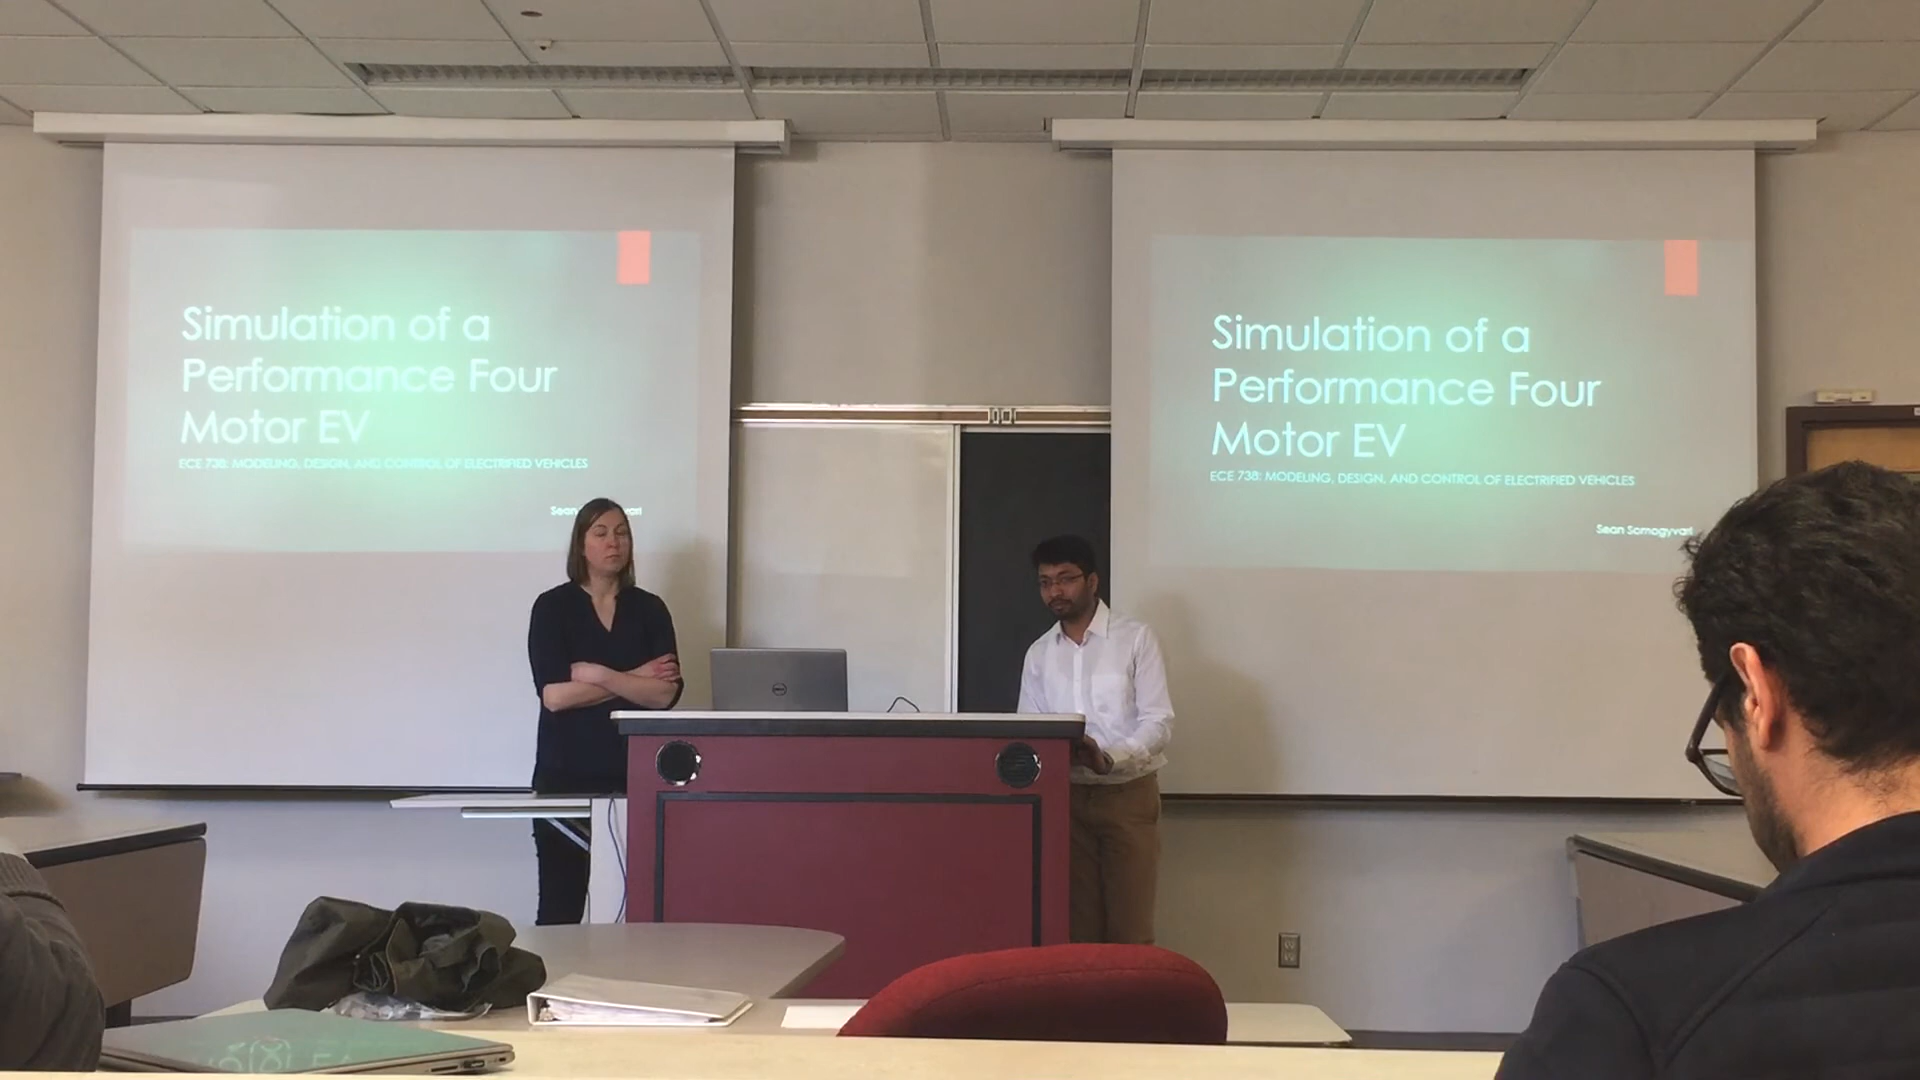 Simulation of a
Performance Four
Motor EV
ECE 738: MODELING, DESIGN, AND CONTROL OF ELECTRIFIED VEHICLES
Sean
Simulation of a
Performance Four
Motor EV
ECE 738: MODELING, DESIGN, AND CONTROL OF ELECTRIFIED VEHICLES
Sean Somogyvari
DELL